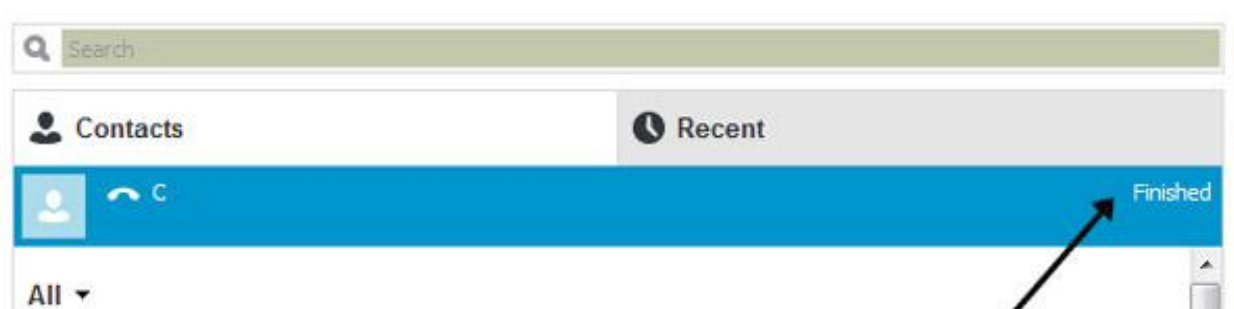 Search
Contacts
Recent
C
Finished
All